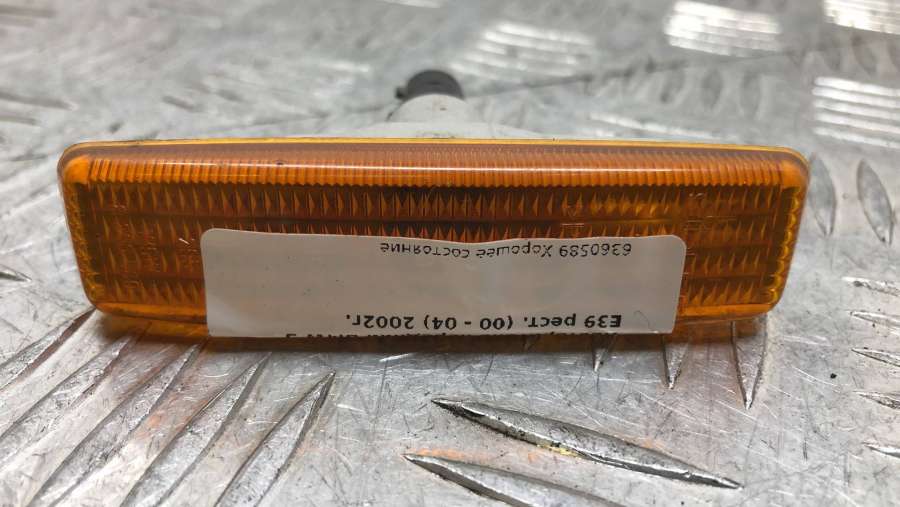 E39 рест. (00 - 04) 2002г.
6360589 Хорошее состояние